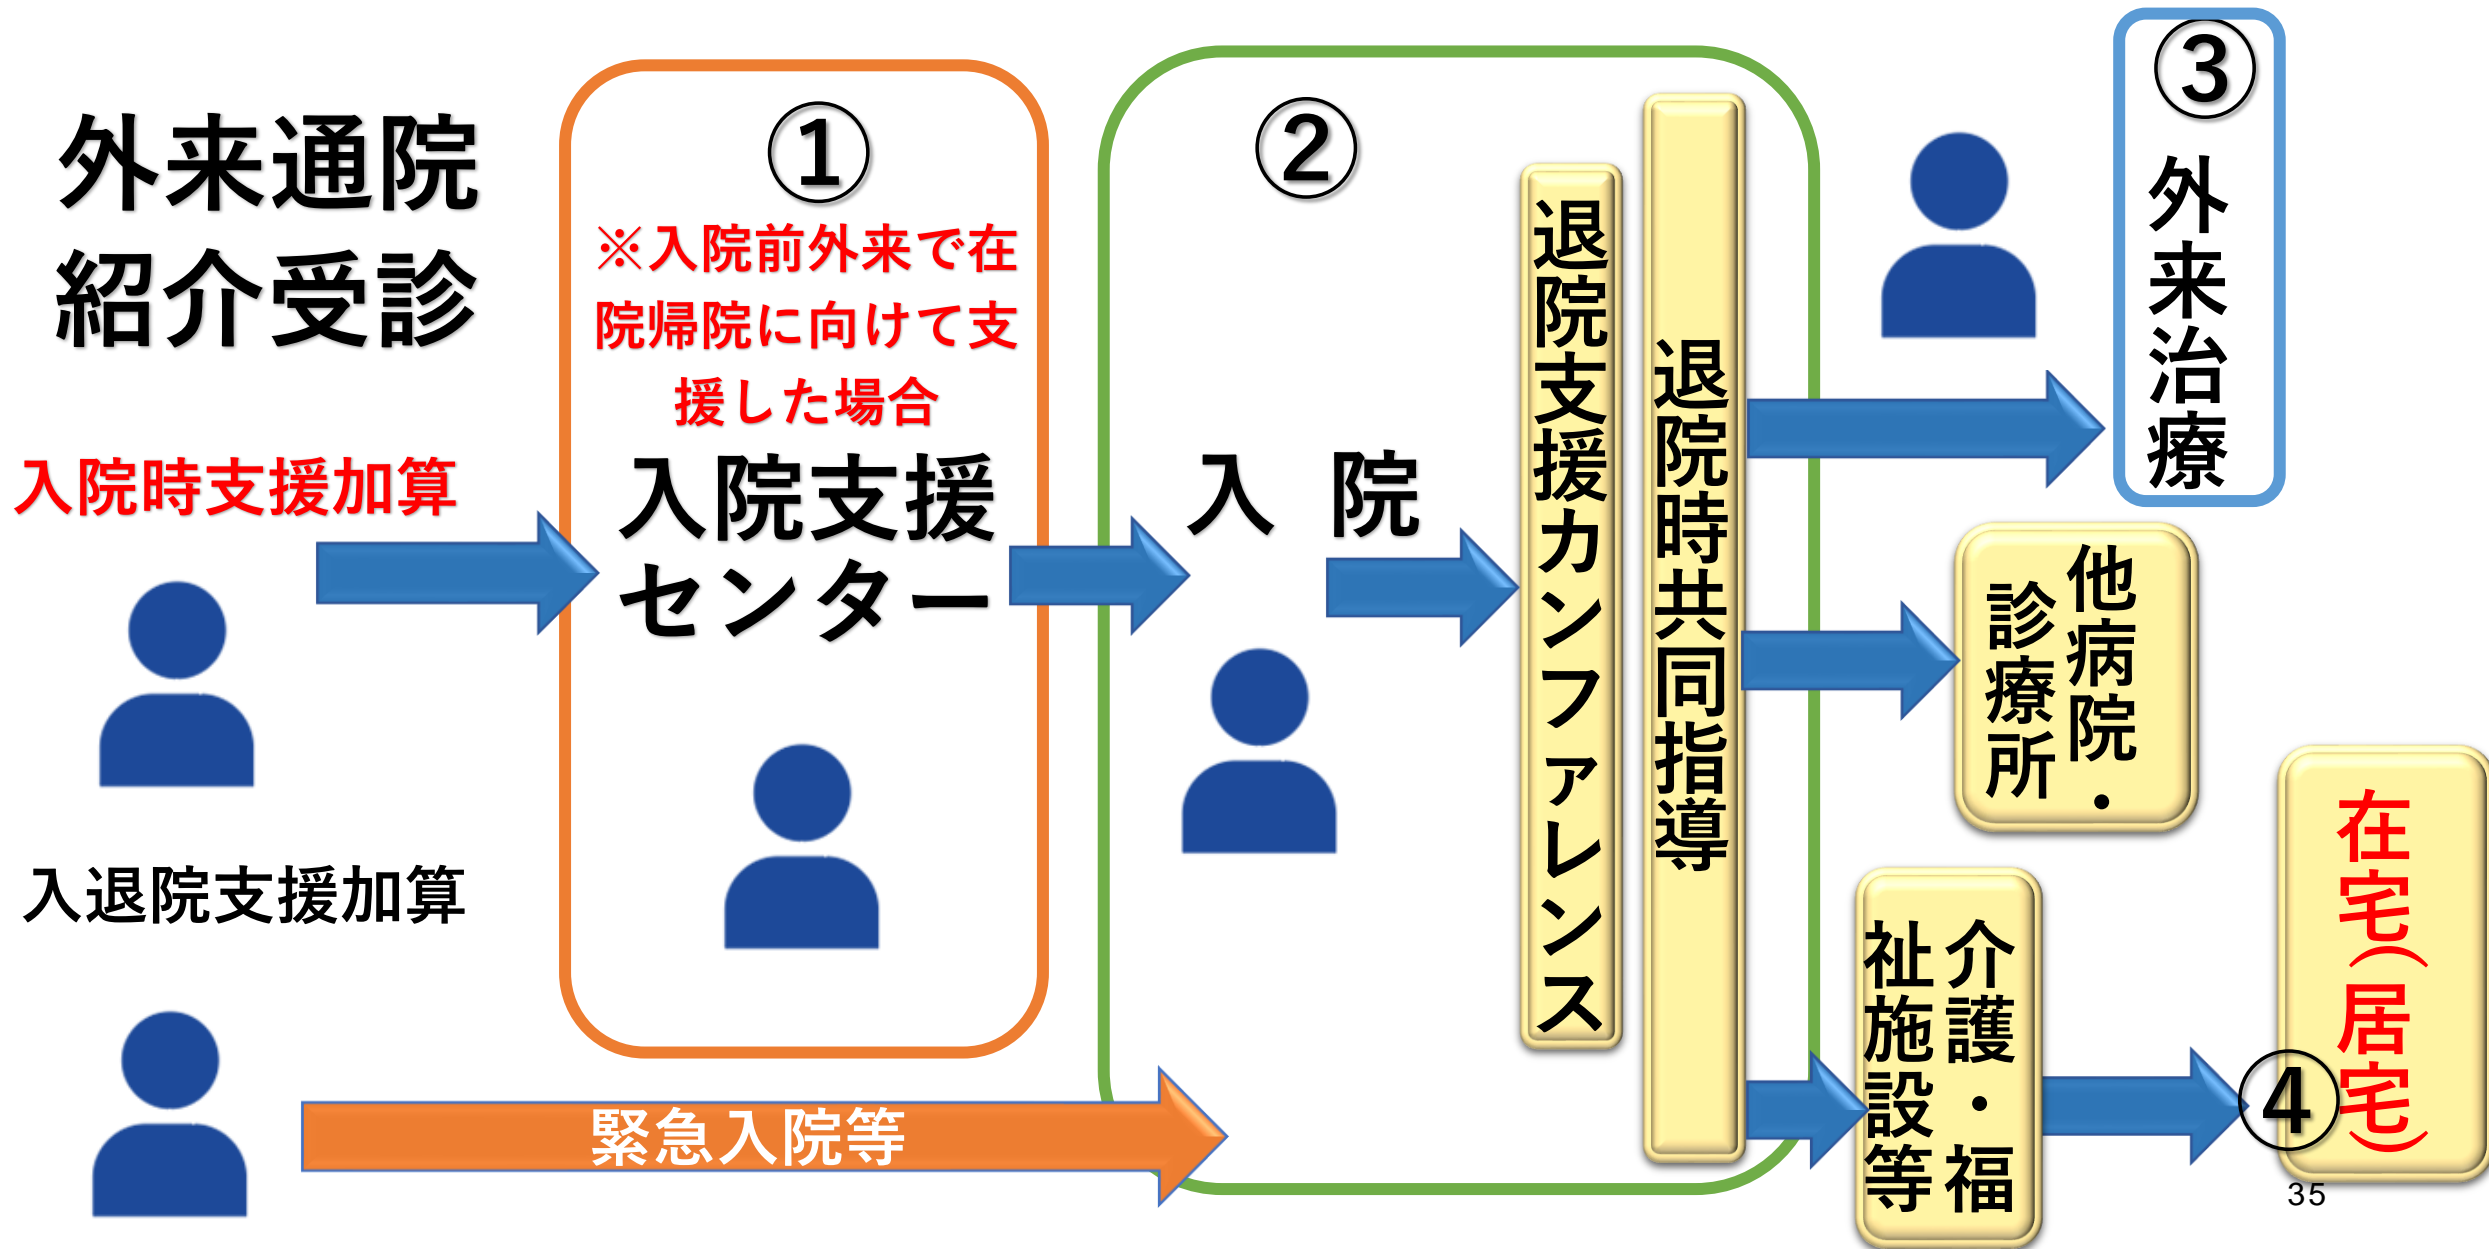 外来通院
紹介受診
入院時支援加算
入退院支援加算
①
※入院前外来で在
院帰院に向けて支
援した場合
入院支援
センター
緊急入院等
②
入 院
退院支援カンファレンス
退院時共同指導
③
外来治療
他病院・
診療所
介護・福
祉施設等
④
在宅(居宅)
35